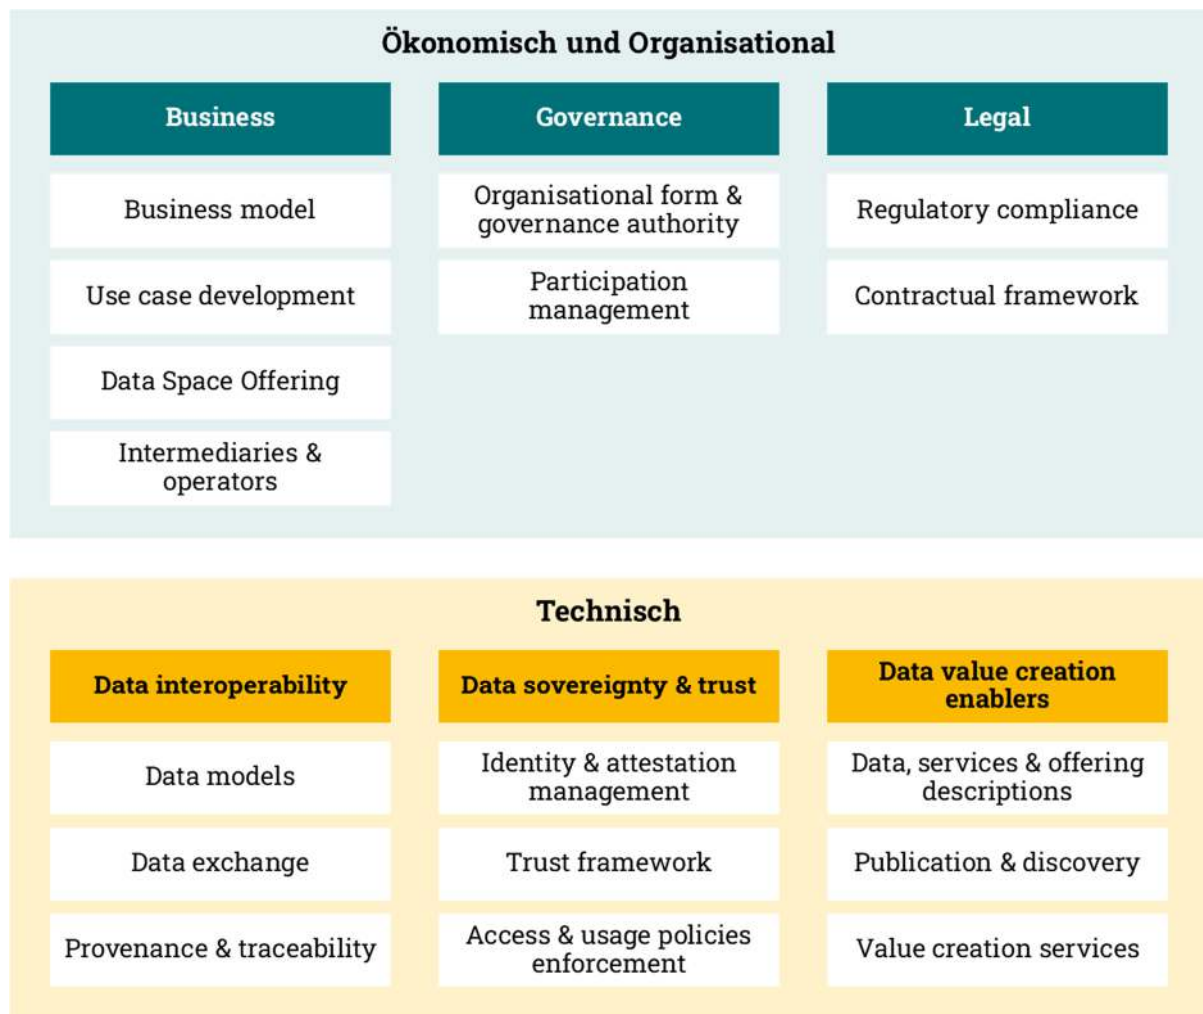 Ökonomisch und Organisational
Business
Business model
Use case development
Data Space Offering
Intermediaries &
operators
Governance
Organisational form &
governance authority
Participation
management
Legal
Regulatory compliance
Contractual framework
Technisch
Data interoperability
Data models
Data exchange
Provenance & traceability
Data sovereignty & trust
Identity & attestation
management
Trust framework
Access & usage policies
enforcement
Data value creation
enablers
Data, services & offering
descriptions
Publication & discovery
Value creation services